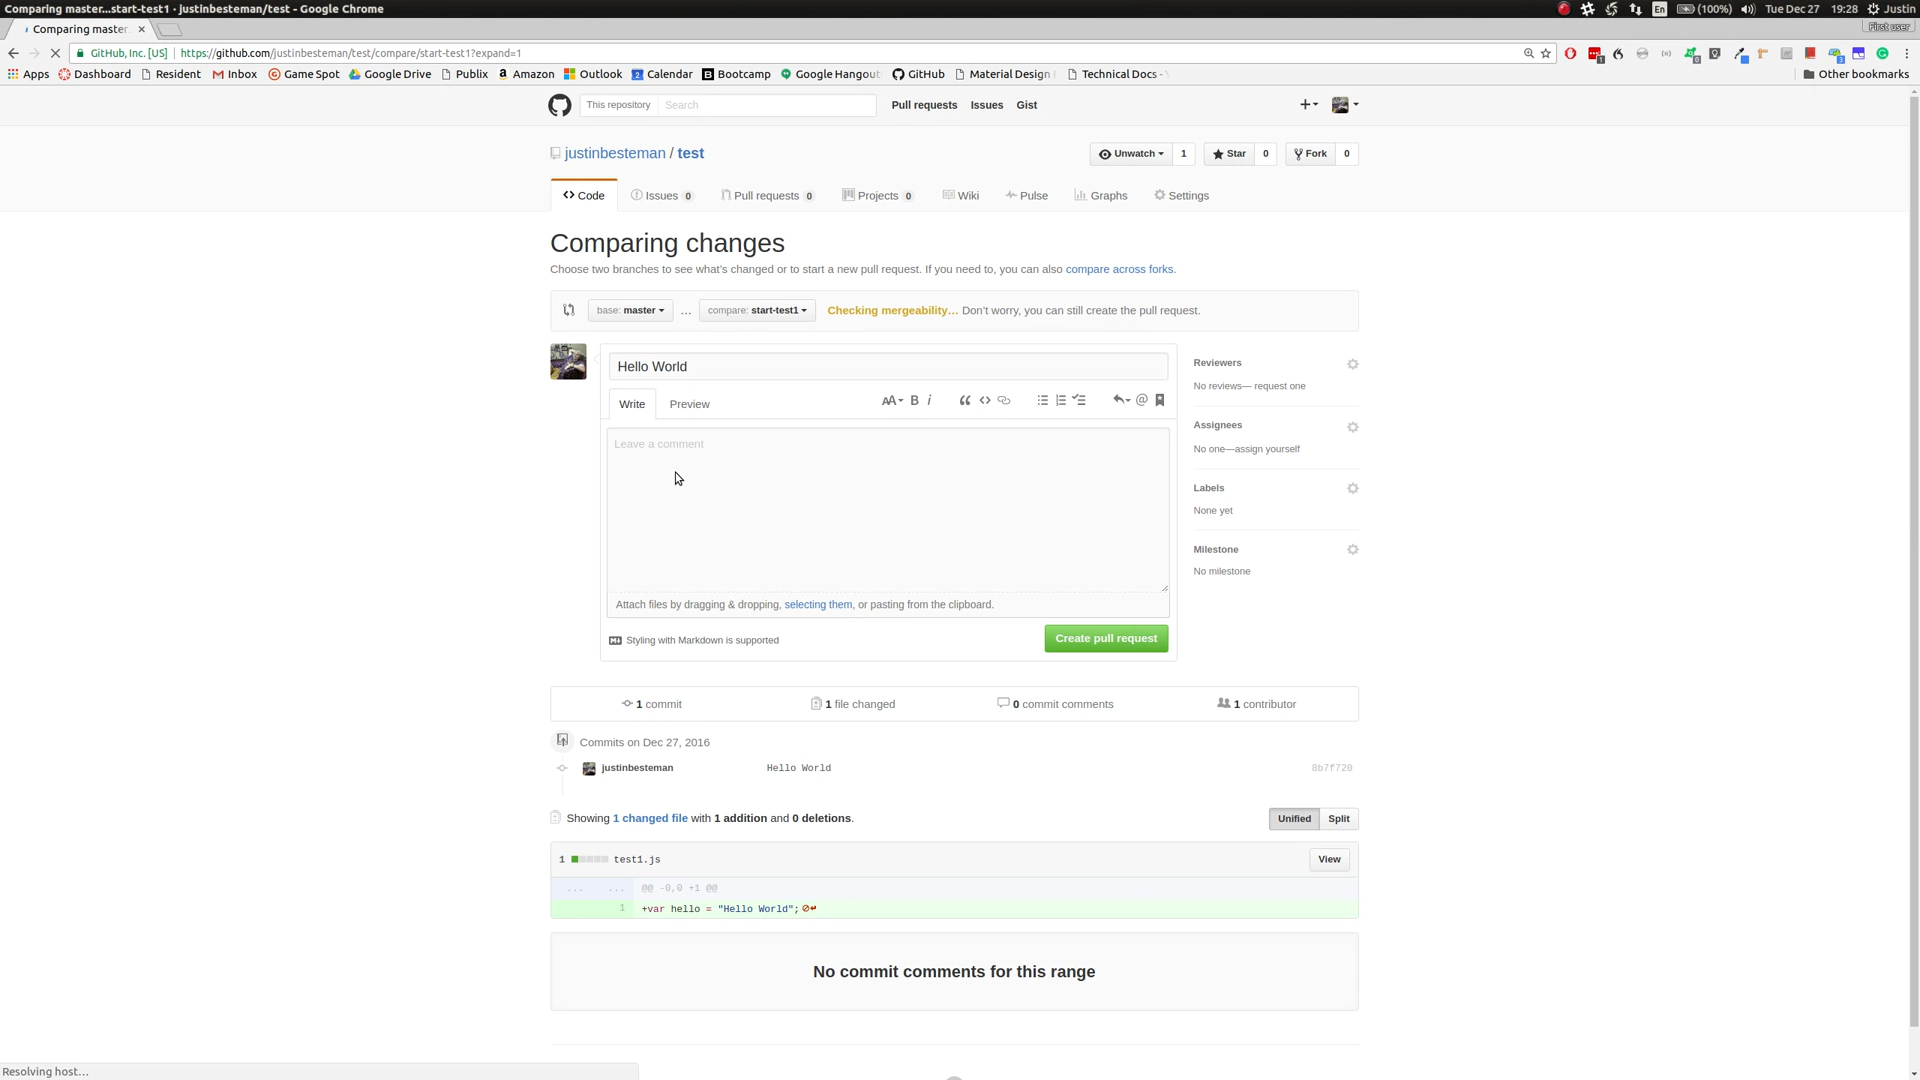 Comparing master...start-test1 · justinbesteman/test - Google Chrome
En (100%) Tue Dec 27 19:28 Justin
Comparing master First user
GitHub, Inc. [US] https://github.com/justinbesteman/test/compare/start-test1?expand=1
Apps Dashboard Resident Inbox Game Spot Google Drive Publix Amazon Outlook Calendar Bootcamp Google Hangout GitHub Material Design Technical Docs - Other bookmarks
This repository Search Pull requests Issues Gist
justinbesteman / test Unwatch 1 Star 0 Fork 0
Code Issues 0 Pull requests 0 Projects 0 Wiki Pulse Graphs Settings
Comparing changes
Choose two branches to see what's changed or to start a new pull request. If you need to, you can also compare across forks.
base: master ... compare: start-test1 Checking mergeability… Don't worry, you can still create the pull request.
Hello World
Write Preview AA B i
Leave a comment
Attach files by dragging & dropping, selecting them, or pasting from the clipboard.
Styling with Markdown is supported Create pull request
Reviewers
No reviews— request one
Assignees
No one—assign yourself
Labels
None yet
Milestone
No milestone
1 commit 1 file changed 0 commit comments 1 contributor
Commits on Dec 27, 2016
justinbesteman Hello World 8b7f720
Showing 1 changed file with 1 addition and 0 deletions. Unified Split
1 test1.js View
... ... @@ -0,0 +1 @@
1 +var hello = "Hello World";
No commit comments for this range
Resolving host…